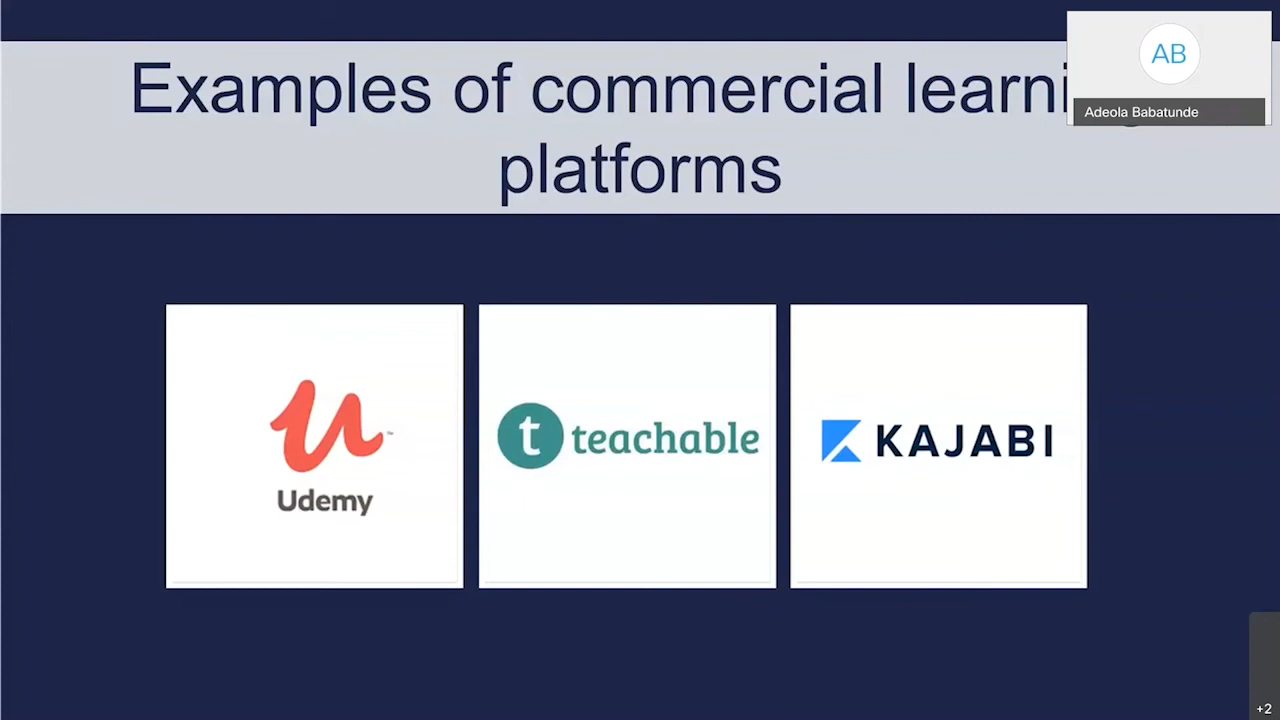 Examples of commercial learni
platforms
AB
Adeola Babatunde
Udemy
t teachable
KAJABI
+2